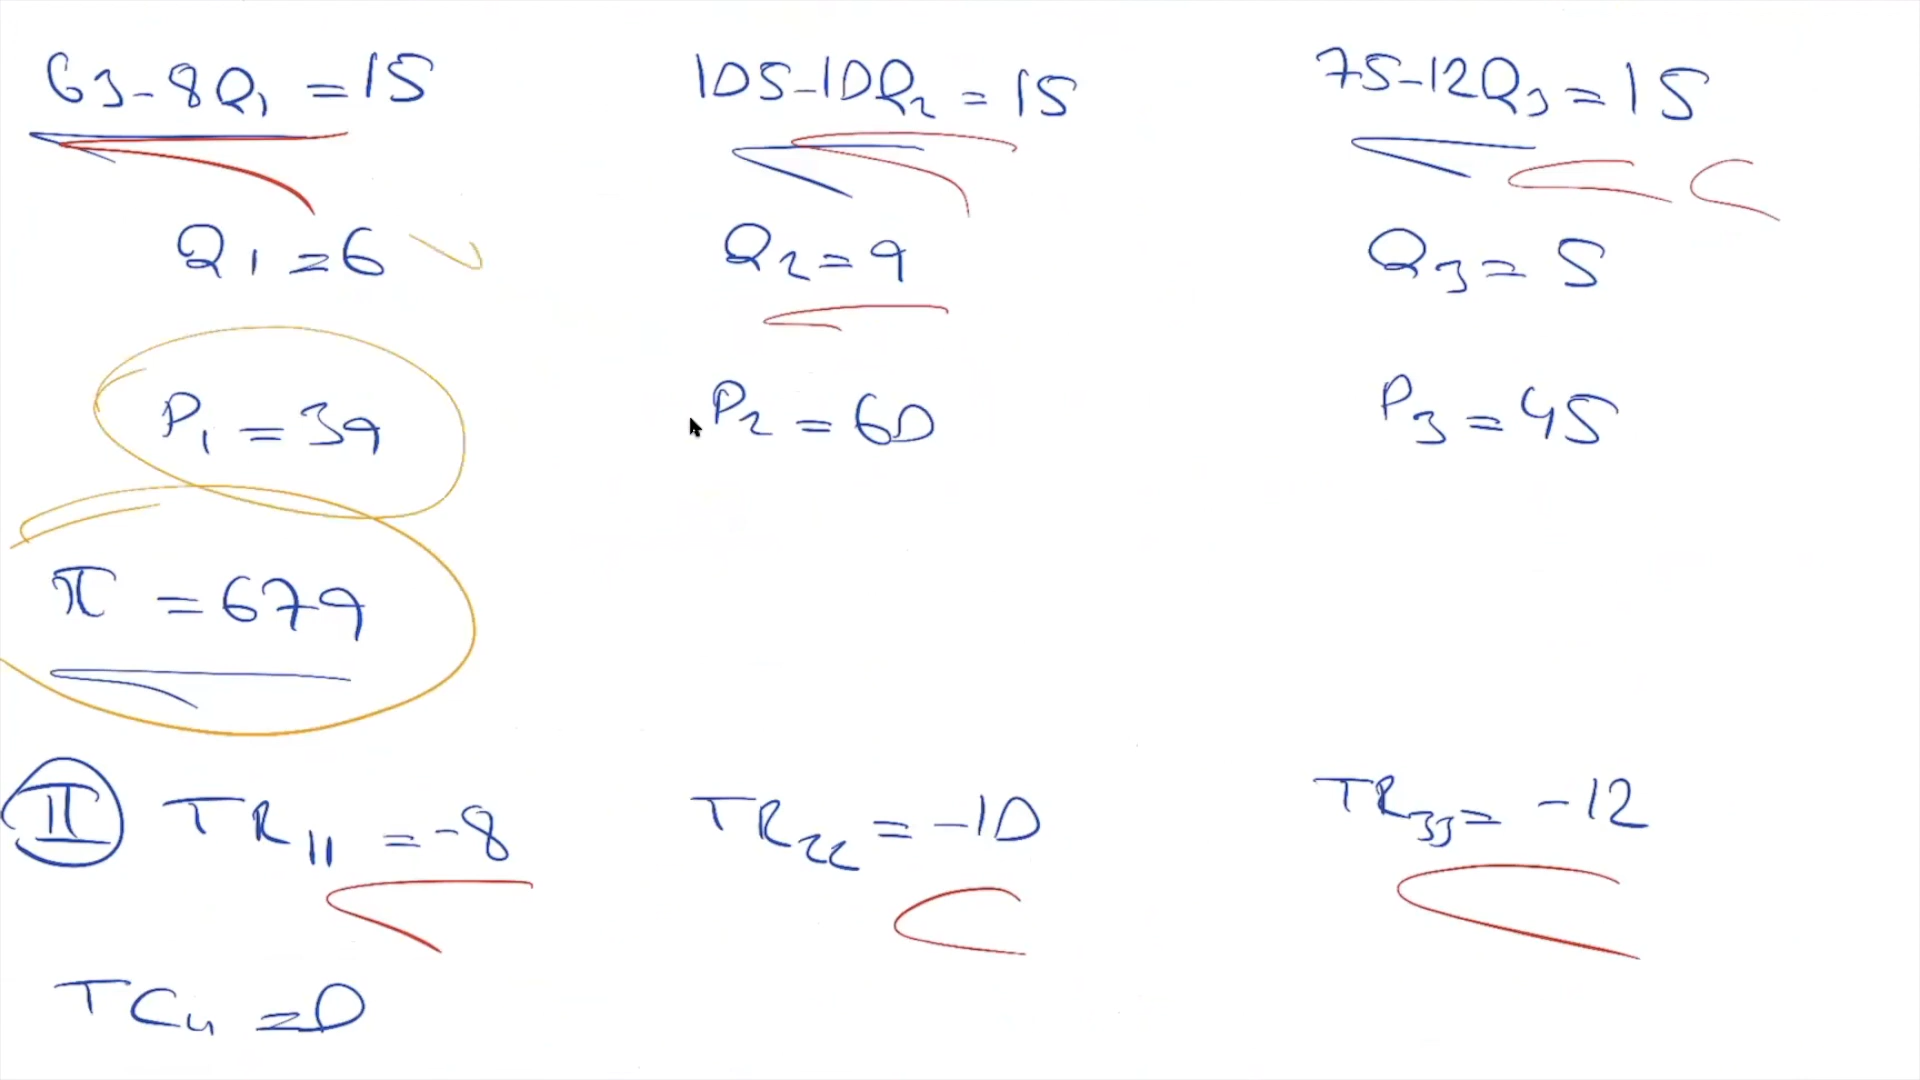 63-8Q₁ = 15
105-10Q₂ = 15
75-12Q₃ = 15
Q₁ = 6
Q₂ = 9
Q₃ = 5
P₁ = 39
P₂ = 60
P₃ = 45
π = 679
II TR₁₁ = -8
TR₂₂ = -10
TR₃₃ = -12
TC₁₁ = 0